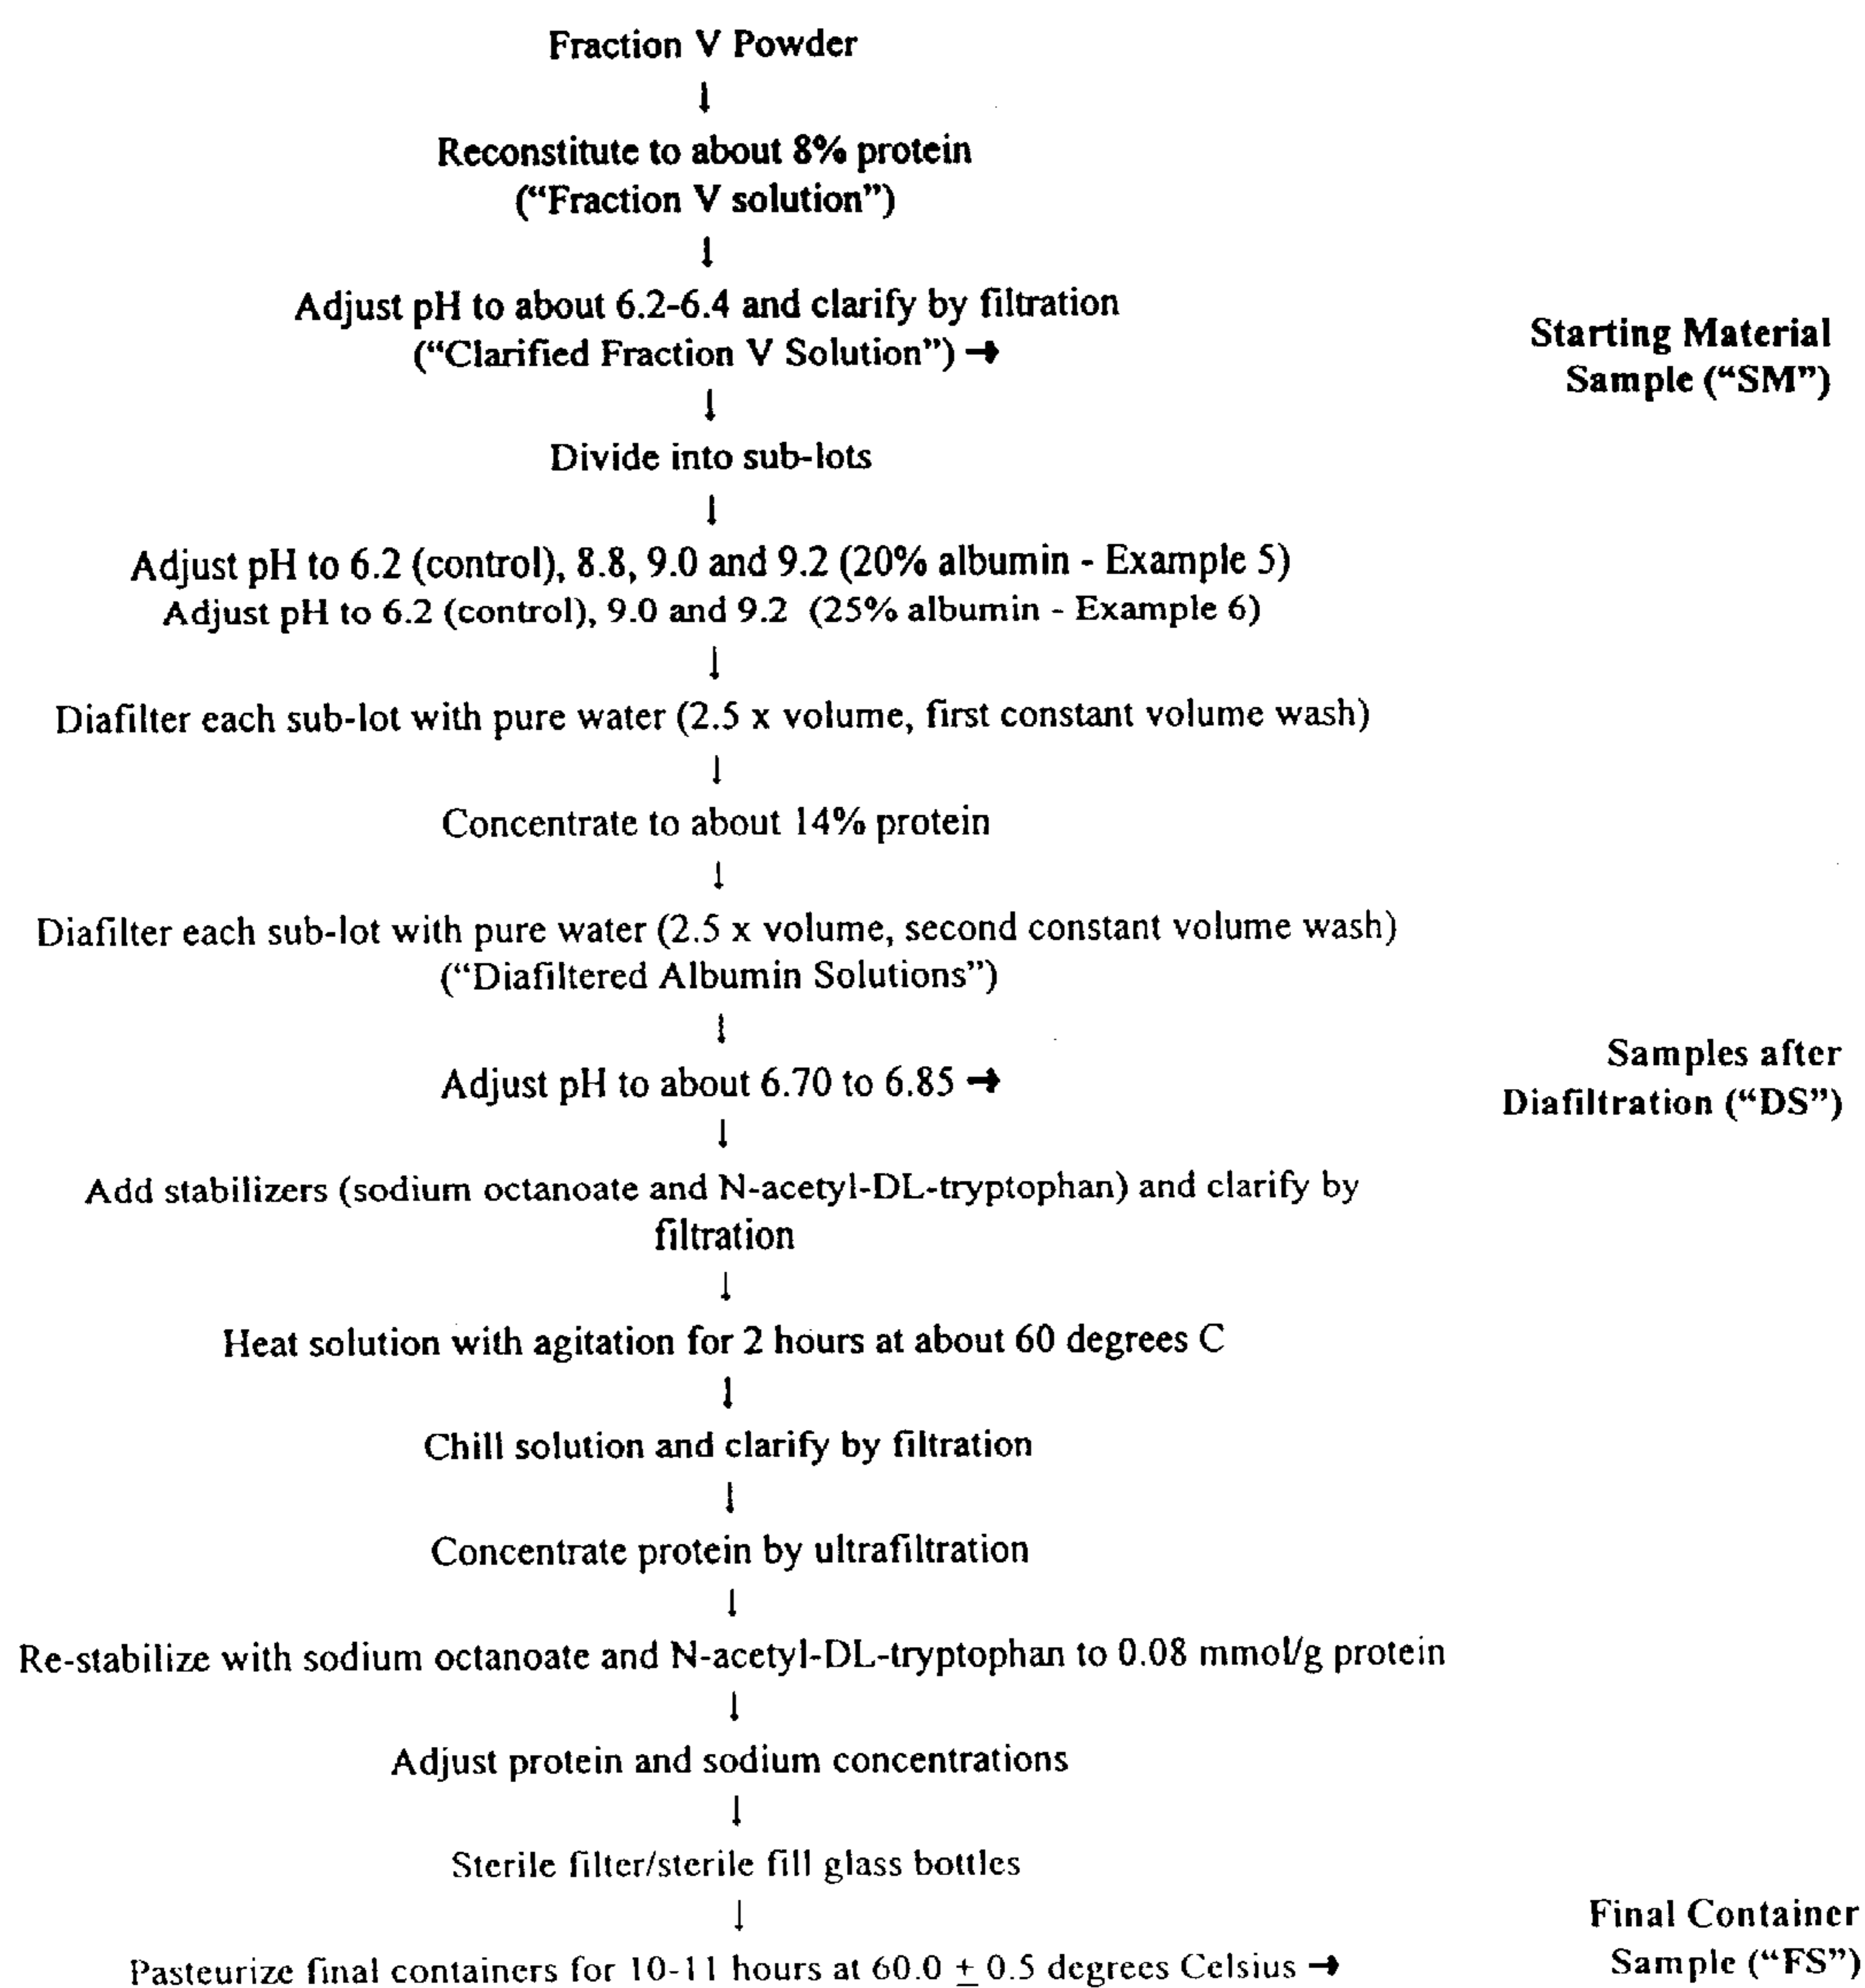 Fraction V Powder
↓
Reconstitute to about 8% protein
(“Fraction V solution”)
↓
Adjust pH to about 6.2-6.4 and clarify by filtration
(“Clarified Fraction V Solution”) →
Starting Material
Sample (“SM”)
↓
Divide into sub-lots
↓
Adjust pH to 6.2 (control), 8.8, 9.0 and 9.2 (20% albumin - Example 5)
Adjust pH to 6.2 (control), 9.0 and 9.2 (25% albumin - Example 6)
↓
Diafilter each sub-lot with pure water (2.5 x volume, first constant volume wash)
↓
Concentrate to about 14% protein
↓
Diafilter each sub-lot with pure water (2.5 x volume, second constant volume wash)
(“Diafiltered Albumin Solutions”)
↓
Adjust pH to about 6.70 to 6.85 →
Samples after
Diafiltration (“DS”)
↓
Add stabilizers (sodium octanoate and N-acetyl-DL-tryptophan) and clarify by
filtration
↓
Heat solution with agitation for 2 hours at about 60 degrees C
↓
Chill solution and clarify by filtration
↓
Concentrate protein by ultrafiltration
↓
Re-stabilize with sodium octanoate and N-acetyl-DL-tryptophan to 0.08 mmol/g protein
↓
Adjust protein and sodium concentrations
↓
Sterile filter/sterile fill glass bottles
↓
Pasteurize final containers for 10-11 hours at 60.0 ± 0.5 degrees Celsius →
Final Container
Sample (“FS”)